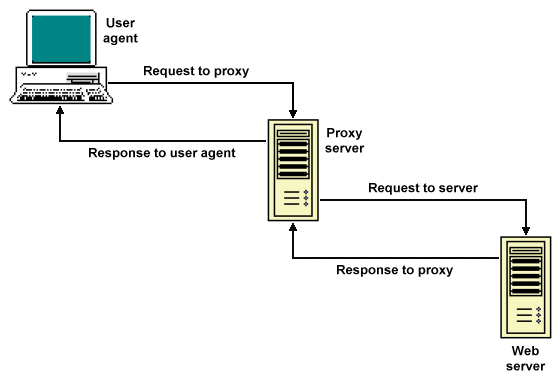 User
agent
Request to proxy
Response to user agent
Proxy
server
Request to server
Response to proxy
Web
server